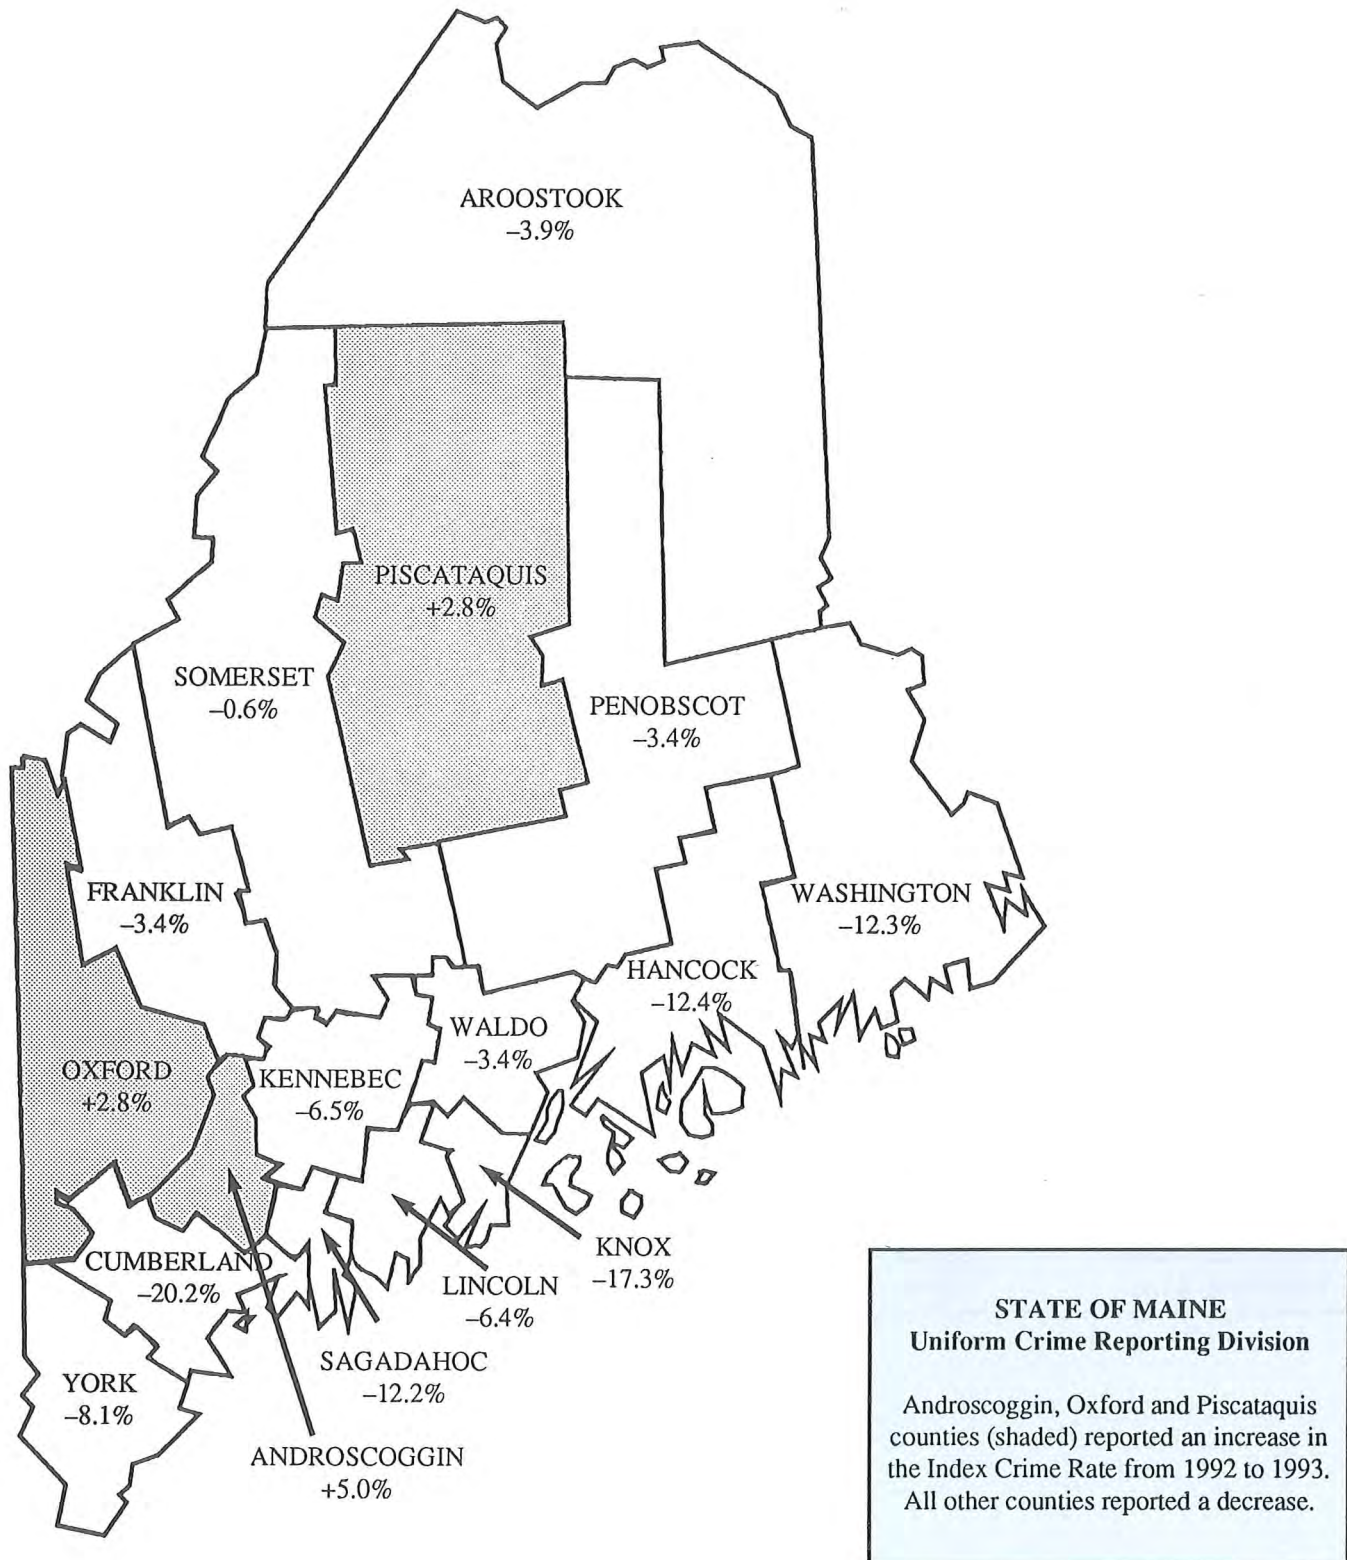 AROOSTOOK
–3.9%
PISCATAQUIS
+2.8%
SOMERSET
–0.6%
PENOBSCOT
–3.4%
FRANKLIN
–3.4%
WASHINGTON
–12.3%
HANCOCK
–12.4%
WALDO
–3.4%
OXFORD
+2.8%
KENNEBEC
–6.5%
KNOX
–17.3%
CUMBERLAND
–20.2%
LINCOLN
–6.4%
SAGADAHOC
–12.2%
YORK
–8.1%
ANDROSCOGGIN
+5.0%
STATE OF MAINE
Uniform Crime Reporting Division
Androscoggin, Oxford and Piscataquis
counties (shaded) reported an increase in
the Index Crime Rate from 1992 to 1993.
All other counties reported a decrease.